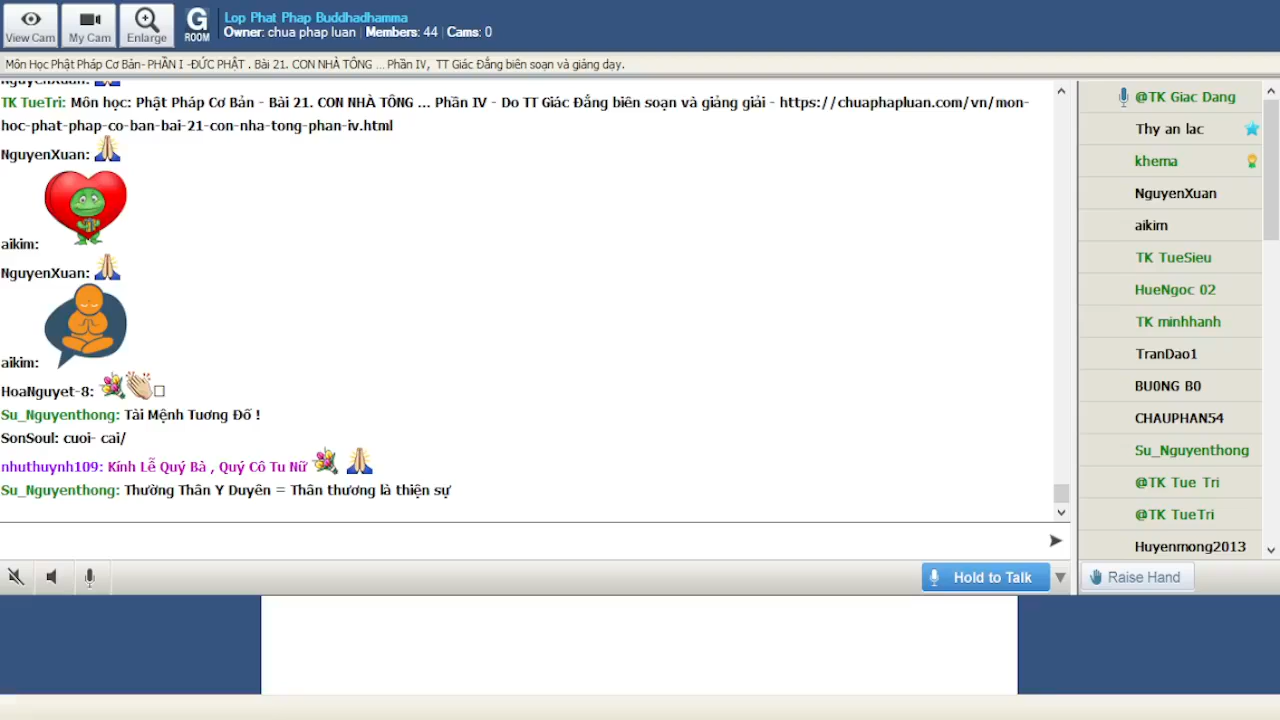 View Cam
My Cam
Enlarge
G
ROOM
Lop Phat Phap Buddhadhamma
Owner: chua phap luan | Members: 44 | Cams: 0
Môn Học Phật Pháp Cơ Bản- PHẦN I -ĐỨC PHẬT . Bài 21. CON NHÀ TÔNG ... Phần IV, TT Giác Đẳng biên soạn và giảng dạy.
NguyenXuan:
TK TueTri: Môn học: Phật Pháp Cơ Bản - Bài 21. CON NHÀ TÔNG ... Phần IV - Do TT Giác Đẳng biên soạn và giảng giải - https://chuaphapluan.com/vn/mon-
hoc-phat-phap-co-ban-bai-21-con-nha-tong-phan-iv.html
NguyenXuan:
aikim:
NguyenXuan:
aikim:
HoaNguyet-8:
Su_Nguyenthong: Tài Mệnh Tương Đố !
SonSoul: cuoi- cai/
nhuthuynh109: Kính Lễ Quý Bà , Quý Cô Tu Nữ
Su_Nguyenthong: Thường Thân Y Duyên = Thân thương là thiện sự
Hold to Talk
@TK Giac Dang
Thy an lac
khema
NguyenXuan
aikim
TK TueSieu
HueNgoc 02
TK minhhanh
TranDao1
BU0NG B0
CHAUPHAN54
Su_Nguyenthong
@TK Tue Tri
@TK TueTri
Huyenmong2013
Raise Hand